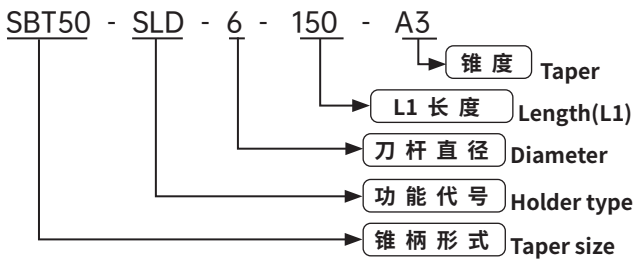 SBT50 - SLD - 6 - 150 - A3
锥 度 Taper
L1 长 度 Length(L1)
刀 杆 直 径 Diameter
功 能 代 号 Holder type
锥 柄 形 式 Taper size